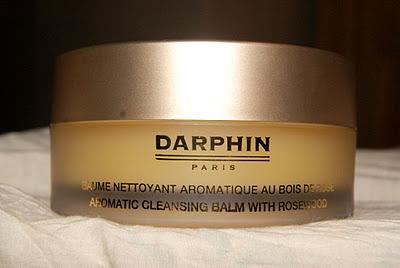 DARPHIN
PARIS
BAUME NETTOYANT AROMATIQUE AU BOIS DE ROSE
AROMATIC CLEANSING BALM WITH ROSEWOOD